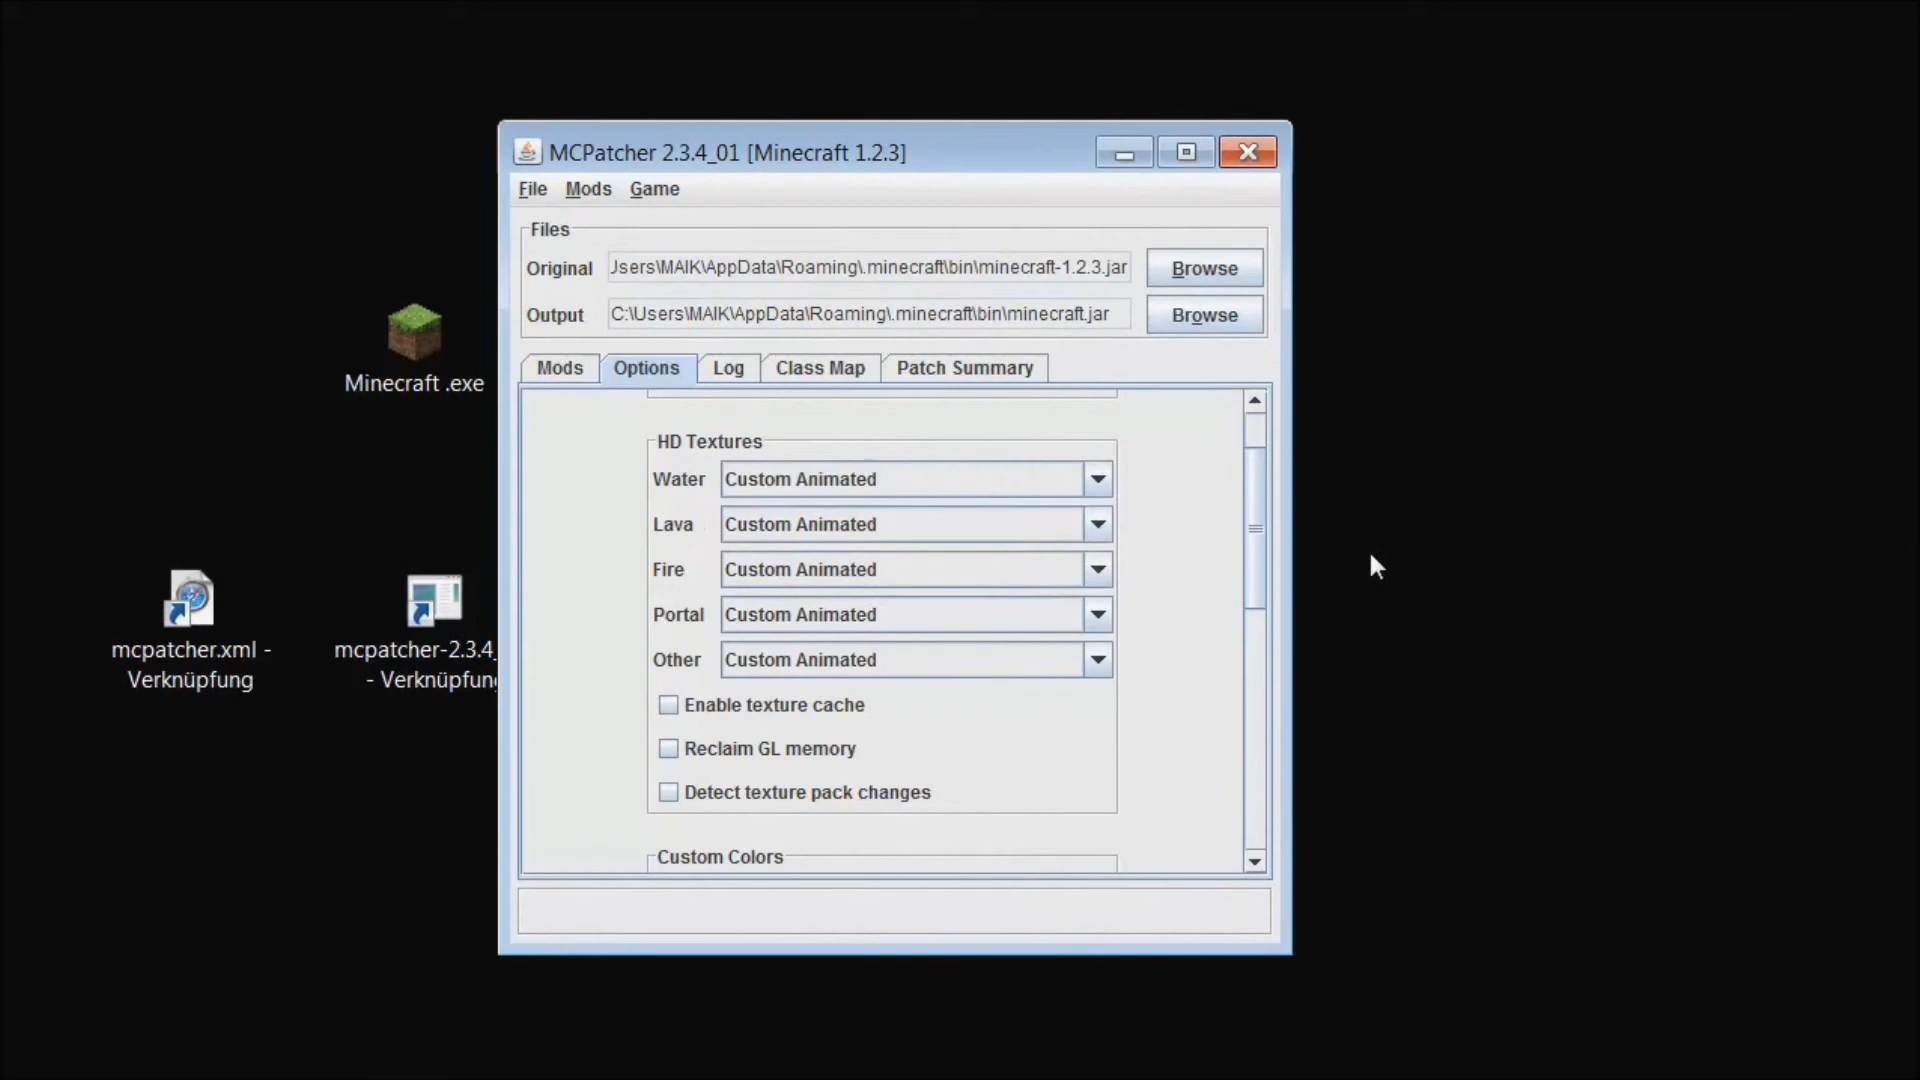 MCPatcher 2.3.4_01 [Minecraft 1.2.3]
File Mods Game
Files
Original Jsers\MAIK\AppData\Roaming\.minecraft\bin\minecraft-1.2.3.jar Browse
Output C:\Users\MAIK\AppData\Roaming\.minecraft\bin\minecraft.jar Browse
Mods Options Log Class Map Patch Summary
HD Textures
Water Custom Animated
Lava Custom Animated
Fire Custom Animated
Portal Custom Animated
Other Custom Animated
Enable texture cache
Reclaim GL memory
Detect texture pack changes
Custom Colors
Minecraft .exe
mcpatcher.xml -
Verknüpfung
mcpatcher-2.3.4_
- Verknüpfung